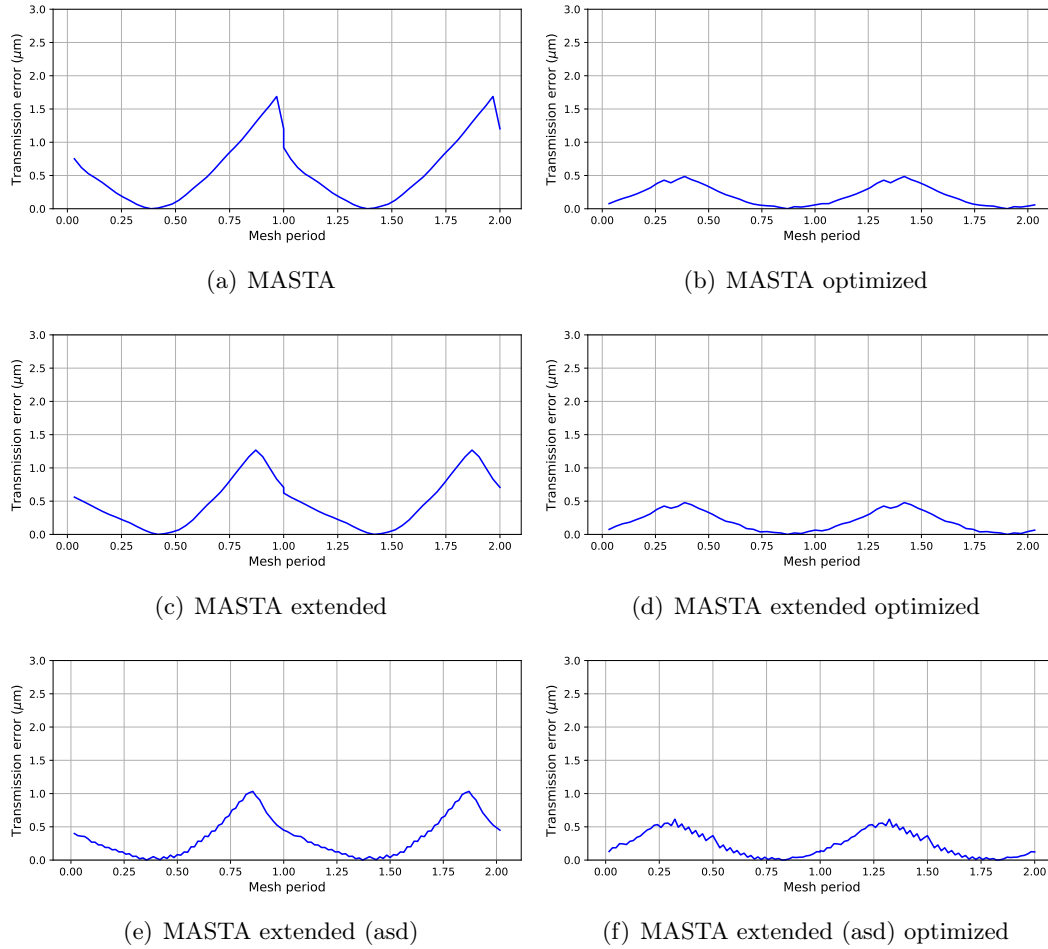 3.0
2.5
2.0
1.5
1.0
0.5
0.0
Transmission error (μm)
0.00 0.25 0.50 0.75 1.00 1.25 1.50 1.75 2.00
Mesh period
(a) MASTA
3.0
2.5
2.0
1.5
1.0
0.5
0.0
Transmission error (μm)
0.00 0.25 0.50 0.75 1.00 1.25 1.50 1.75 2.00
Mesh period
(b) MASTA optimized
3.0
2.5
2.0
1.5
1.0
0.5
0.0
Transmission error (μm)
0.00 0.25 0.50 0.75 1.00 1.25 1.50 1.75 2.00
Mesh period
(c) MASTA extended
3.0
2.5
2.0
1.5
1.0
0.5
0.0
Transmission error (μm)
0.00 0.25 0.50 0.75 1.00 1.25 1.50 1.75 2.00
Mesh period
(d) MASTA extended optimized
3.0
2.5
2.0
1.5
1.0
0.5
0.0
Transmission error (μm)
0.00 0.25 0.50 0.75 1.00 1.25 1.50 1.75 2.00
Mesh period
(e) MASTA extended (asd)
3.0
2.5
2.0
1.5
1.0
0.5
0.0
Transmission error (μm)
0.00 0.25 0.50 0.75 1.00 1.25 1.50 1.75 2.00
Mesh period
(f) MASTA extended (asd) optimized